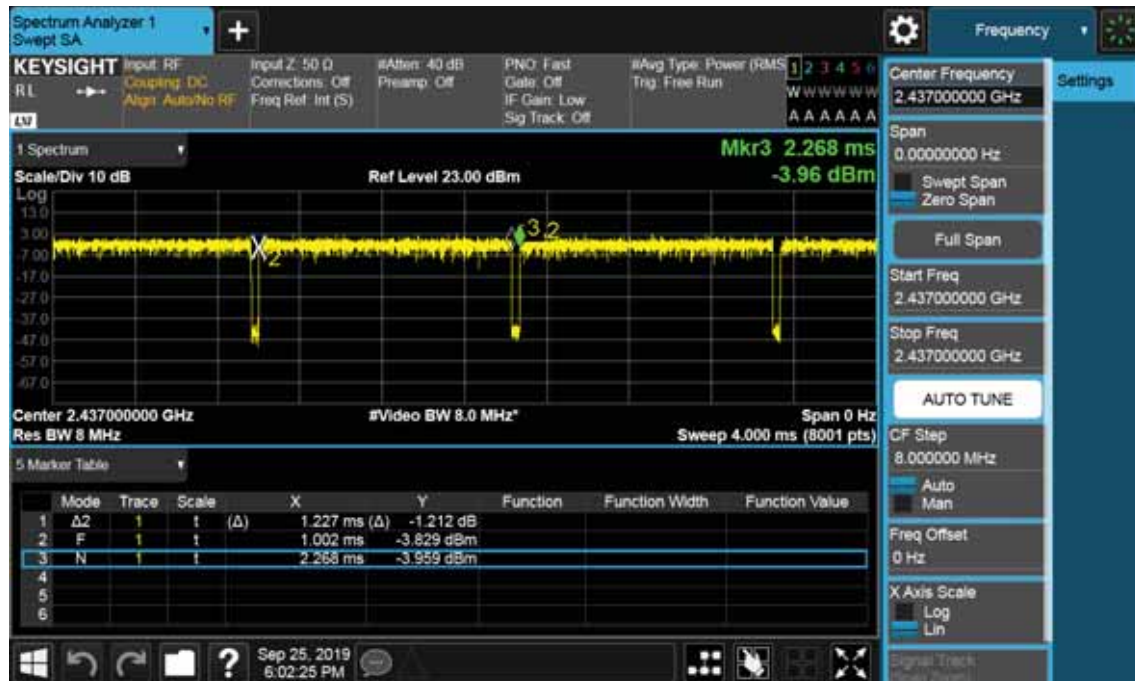 Spectrum Analyzer 1
Swept SA
+
Frequency
KEYSIGHT
RL
Input: RF
Coupling: DC
Align: Auto/No RF
Input Z: 50 Ω
Corrections: Off
Freq Ref: Int (S)
#Atten: 40 dB
Preamp: Off
PNO: Fast
Gate: Off
IF Gain: Low
Sig Track: Off
#Avg Type: Power (RMS
Trig: Free Run
1 2 3 4 5 6
W W W W W W
A A A A A A
Center Frequency
2.437000000 GHz
Settings
Span
0.00000000 Hz
Swept Span
Zero Span
Full Span
Start Freq
2.437000000 GHz
Stop Freq
2.437000000 GHz
AUTO TUNE
CF Step
8.000000 MHz
Auto
Man
Freq Offset
0 Hz
X Axis Scale
Log
Lin
Signal Track
1 Spectrum
Mkr3 2.268 ms
Scale/Div 10 dB
Ref Level 23.00 dBm
-3.96 dBm
Log
13.0
3.00
-7.00
-17.0
-27.0
-37.0
-47.0
-57.0
-67.0
2
3 2
Center 2.437000000 GHz
#Video BW 8.0 MHz*
Span 0 Hz
Res BW 8 MHz
Sweep 4.000 ms (8001 pts)
5 Marker Table
Mode Trace Scale X Y Function Function Width Function Value
1 Δ2 1 t (Δ) 1.227 ms (Δ) -1.212 dB
2 F 1 t 1.002 ms -3.829 dBm
3 N 1 t 2.268 ms -3.959 dBm
4
5
6
?
Sep 25, 2019
6:02:25 PM